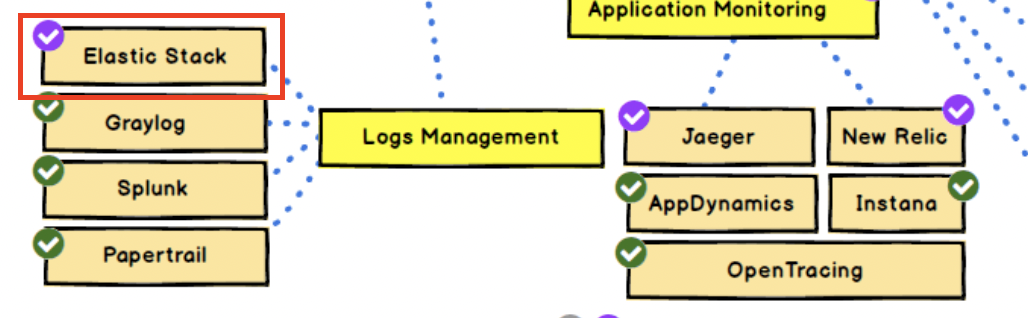 Application Monitoring
Elastic Stack
Graylog
Splunk
Papertrail
Logs Management
Jaeger
New Relic
AppDynamics
Instana
OpenTracing